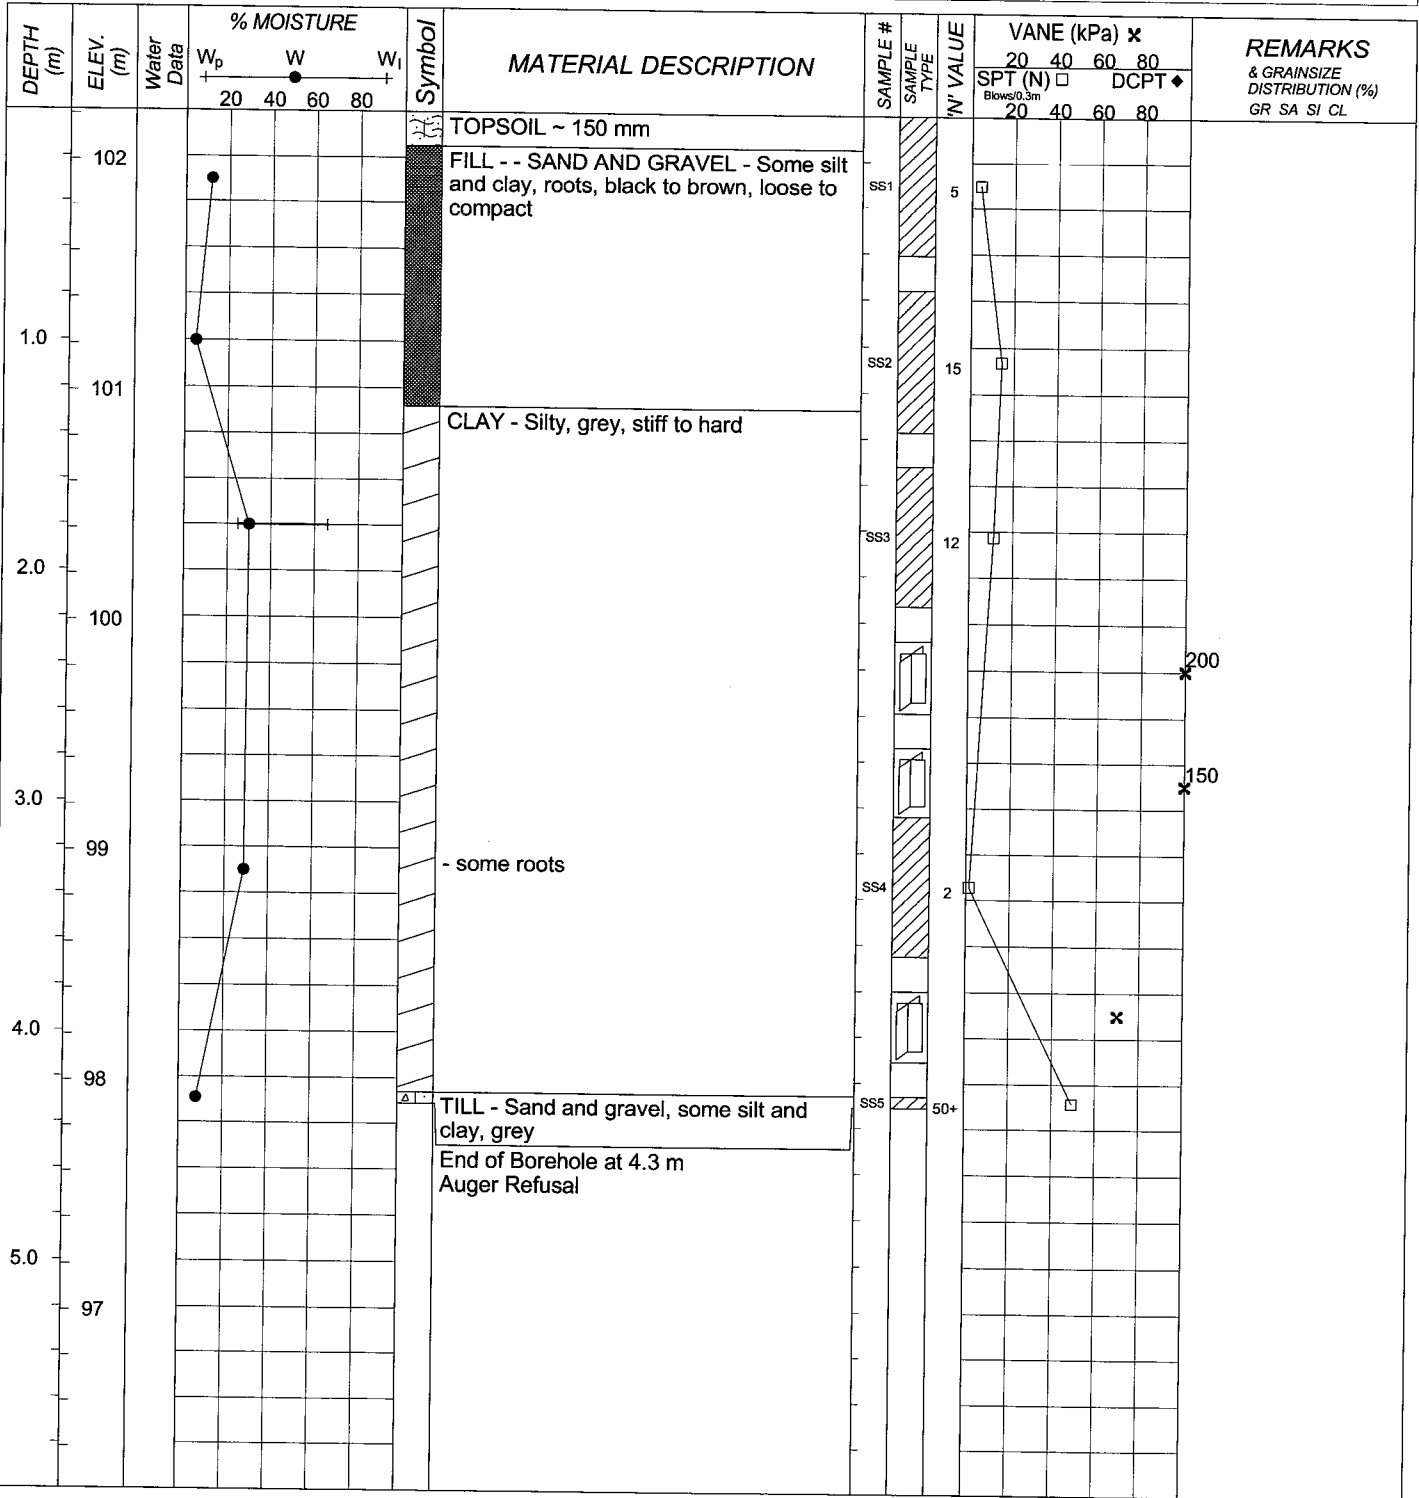 DEPTH (m)
ELEV. (m)
Water Data
% MOISTURE
Wp W Wl
20 40 60 80
Symbol
MATERIAL DESCRIPTION
SAMPLE #
SAMPLE TYPE
'N' VALUE
VANE (kPa) ×
20 40 60 80
SPT (N) □ DCPT ◆
Blows/0.3m
20 40 60 80
REMARKS
& GRAINSIZE
DISTRIBUTION (%)
GR SA SI CL
TOPSOIL ~ 150 mm
102
FILL - - SAND AND GRAVEL - Some silt
and clay, roots, black to brown, loose to
compact
SS1
5
1.0
SS2
15
101
CLAY - Silty, grey, stiff to hard
SS3
12
2.0
100
200
150
3.0
99
- some roots
SS4
2
4.0
98
TILL - Sand and gravel, some silt and
clay, grey
SS5
50+
End of Borehole at 4.3 m
Auger Refusal
5.0
97